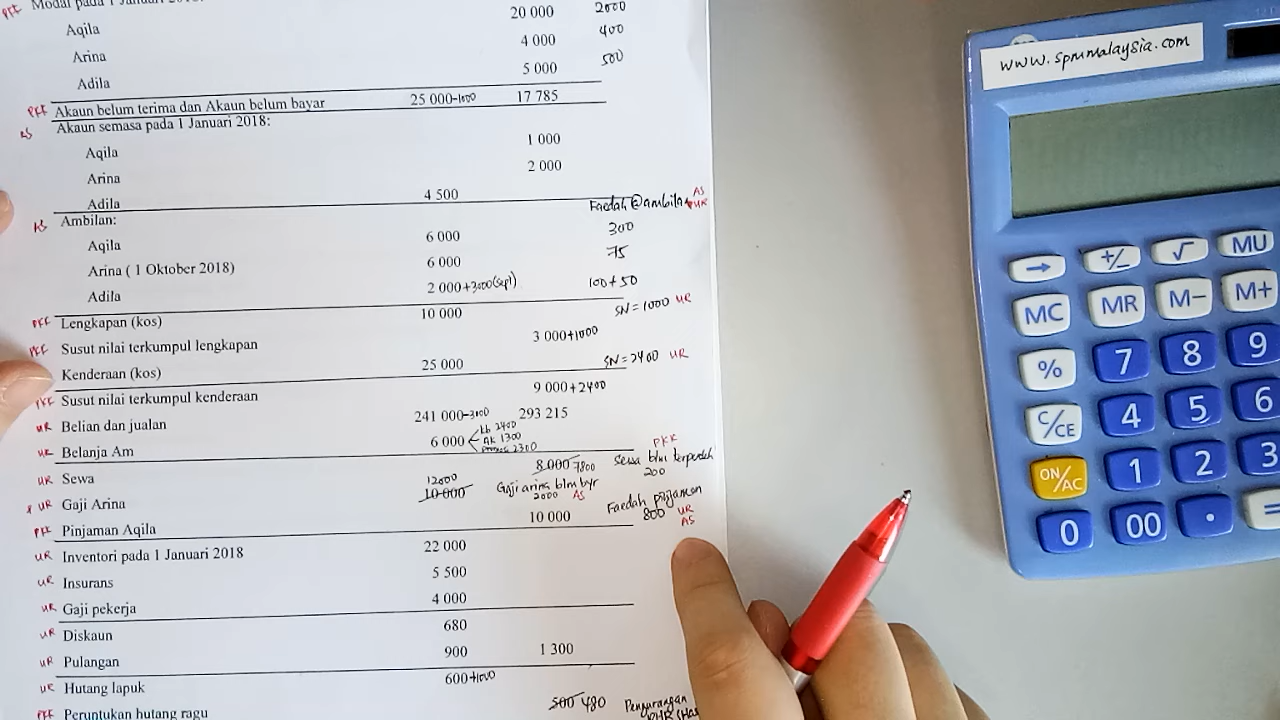 PKK Modal pada 1 Januari 2018:
Aqila 20 000 2000
Arina 4 000 400
Adila 5 000 500
PKK Akaun belum terima dan Akaun belum bayar 25 000-1000 17 785
AS Akaun semasa pada 1 Januari 2018:
Aqila 1 000
Arina 2 000
Adila 4 500
AS Ambilan: Faedah @ ambilan AS UR
Aqila 6 000 300
Arina ( 1 Oktober 2018) 6 000 75
Adila 2 000+3000(sept) 100+50
PKK Lengkapan (kos) 10 000 SN=1000 UR
PKK Susut nilai terkumpul lengkapan 3 000+1000
Kenderaan (kos) 25 000 SN=2400 UR
PKK Susut nilai terkumpul kenderaan 9 000+2400
UR Belian dan jualan 241 000-3100 293 215
UR Belanja Am 6 000 2400 AK 1300 2300
UR Sewa 8 000 7800 Sewa blm terperoleh 200 PKK
UR Gaji Arina 10 000 12000 Gaji arina blm byr 2000 AS
PKK Pinjaman Aqila 10 000 Faedah pinjaman 800 UR AS
UR Inventori pada 1 Januari 2018 22 000
UR Insurans 5 500
UR Gaji pekerja 4 000
UR Diskaun 680
UR Pulangan 900 1 300
UR Hutang lapuk 600+1000
PKK Peruntukan hutang ragu 500 480 Pengurangan
www.spmmalaysia.com
→ +/− √ MU
MC MR M− M+
% 7 8 9
C/CE 4 5 6
ON/AC 1 2 3
0 00 . =